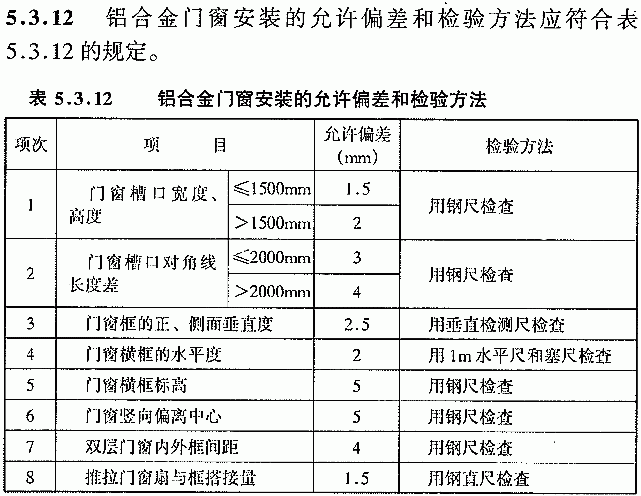 5.3.12 铝合金门窗安装的允许偏差和检验方法应符合表
5.3.12 的规定。
表 5.3.12 铝合金门窗安装的允许偏差和检验方法
项次 项 目 允许偏差(mm) 检验方法
1 门窗槽口宽度、高度 ≤1500mm 1.5 用钢尺检查
>1500mm 2
2 门窗槽口对角线长度差 ≤2000mm 3 用钢尺检查
>2000mm 4
3 门窗框的正、侧面垂直度 2.5 用垂直检测尺检查
4 门窗横框的水平度 2 用1m水平尺和塞尺检查
5 门窗横框标高 5 用钢尺检查
6 门窗竖向偏离中心 5 用钢尺检查
7 双层门窗内外框间距 4 用钢尺检查
8 推拉门窗扇与框搭接量 1.5 用钢直尺检查